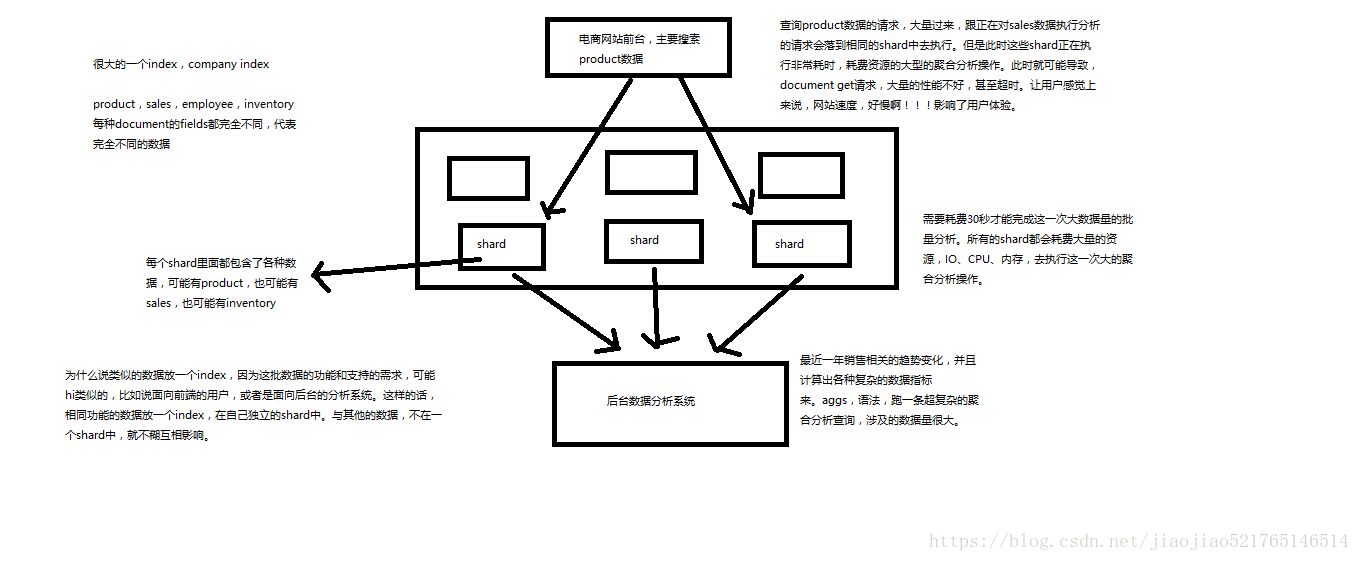 电商网站前台，主要搜索
product数据
查询product数据的请求，大量过来，跟正在对sales数据执行分析
的请求会落到相同的shard中去执行。但是此时这些shard正在执
行非常耗时，耗费资源的大型的聚合分析操作。此时就可能导致，
document get请求，大量的性能不好，甚至超时。让用户感觉上
来说，网站速度，好慢啊！！！影响了用户体验。
很大的一个index，company index
product，sales，employee，inventory
每种document的fields都完全不同，代表
完全不同的数据
shard
shard
shard
需要耗费30秒才能完成这一次大数据量的批
量分析。所有的shard都会耗费大量的资
源，IO、CPU、内存，去执行这一次大的聚
合分析操作。
每个shard里面都包含了各种数
据，可能有product，也可能有
sales，也可能有inventory
为什么说类似的数据放一个index，因为这批数据的功能和支持的需求，可能
hi类似的，比如说面向前端的用户，或者是面向后台的分析系统。这样的话，
相同功能的数据放一个index，在自己独立的shard中。与其他的数据，不在一
个shard中，就不糊互相影响。
后台数据分析系统
最近一年销售相关的趋势变化，并且
计算出各种复杂的数据指标
来。aggs，语法，跑一条超复杂的聚
合分析查询，涉及的数据量很大。
https://blog.csdn.net/jiaojiao521765146514